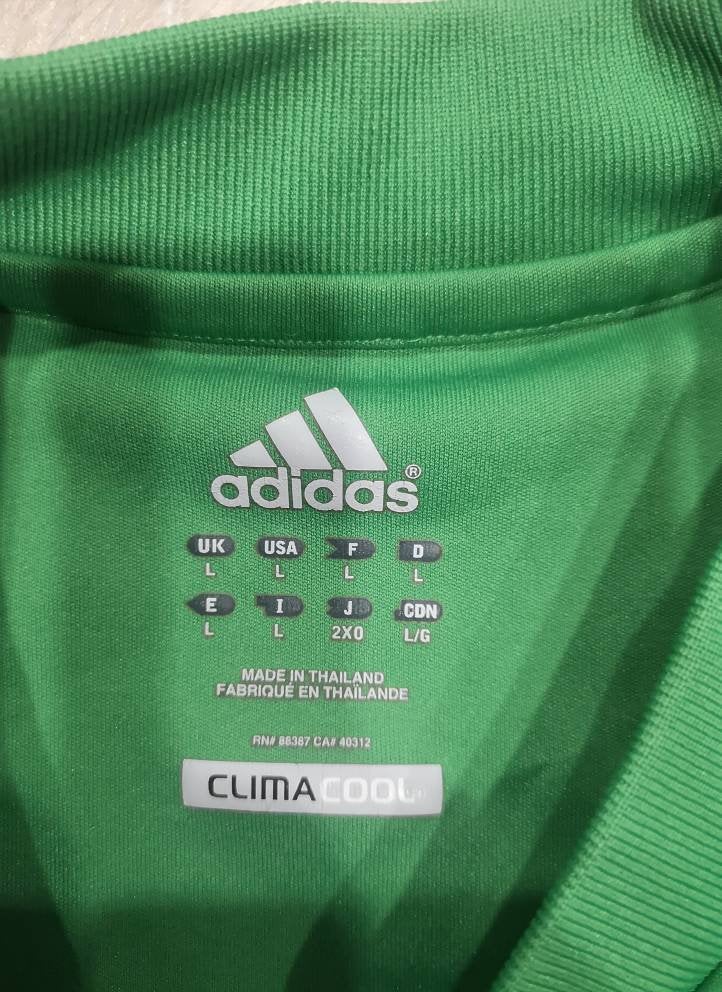 adidas®
UK USA F D
L L L L
E I J CDN
L L 2XO L/G
MADE IN THAILAND
FABRIQUÉ EN THAÏLANDE
RN# 88387 CA# 40312
CLIMACOOL